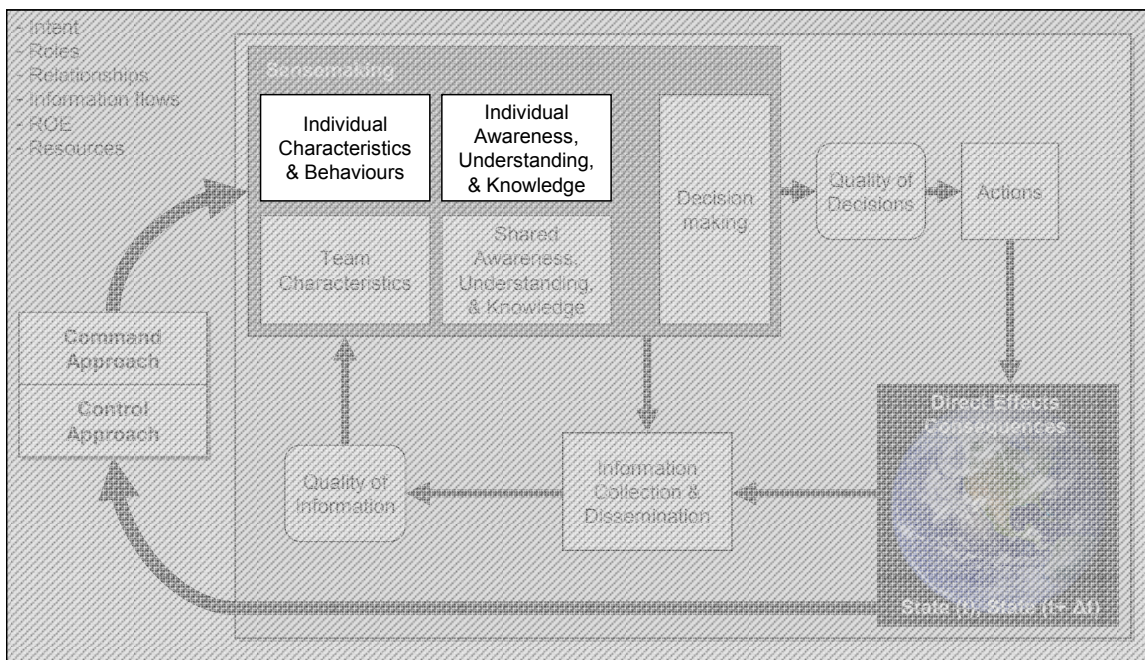 - Intent
- Roles
- Relationships
- Information flows
- ROE
- Resources
Sensemaking
Individual
Characteristics
& Behaviours
Individual
Awareness,
Understanding,
& Knowledge
Team
Characteristics
Shared
Awareness,
Understanding,
& Knowledge
Decision
making
Quality of
Decisions
Actions
Command
Approach
Control
Approach
Quality of
Information
Information
Collection &
Dissemination
Direct Effects
Consequences
State (t), State (t+ Δt)